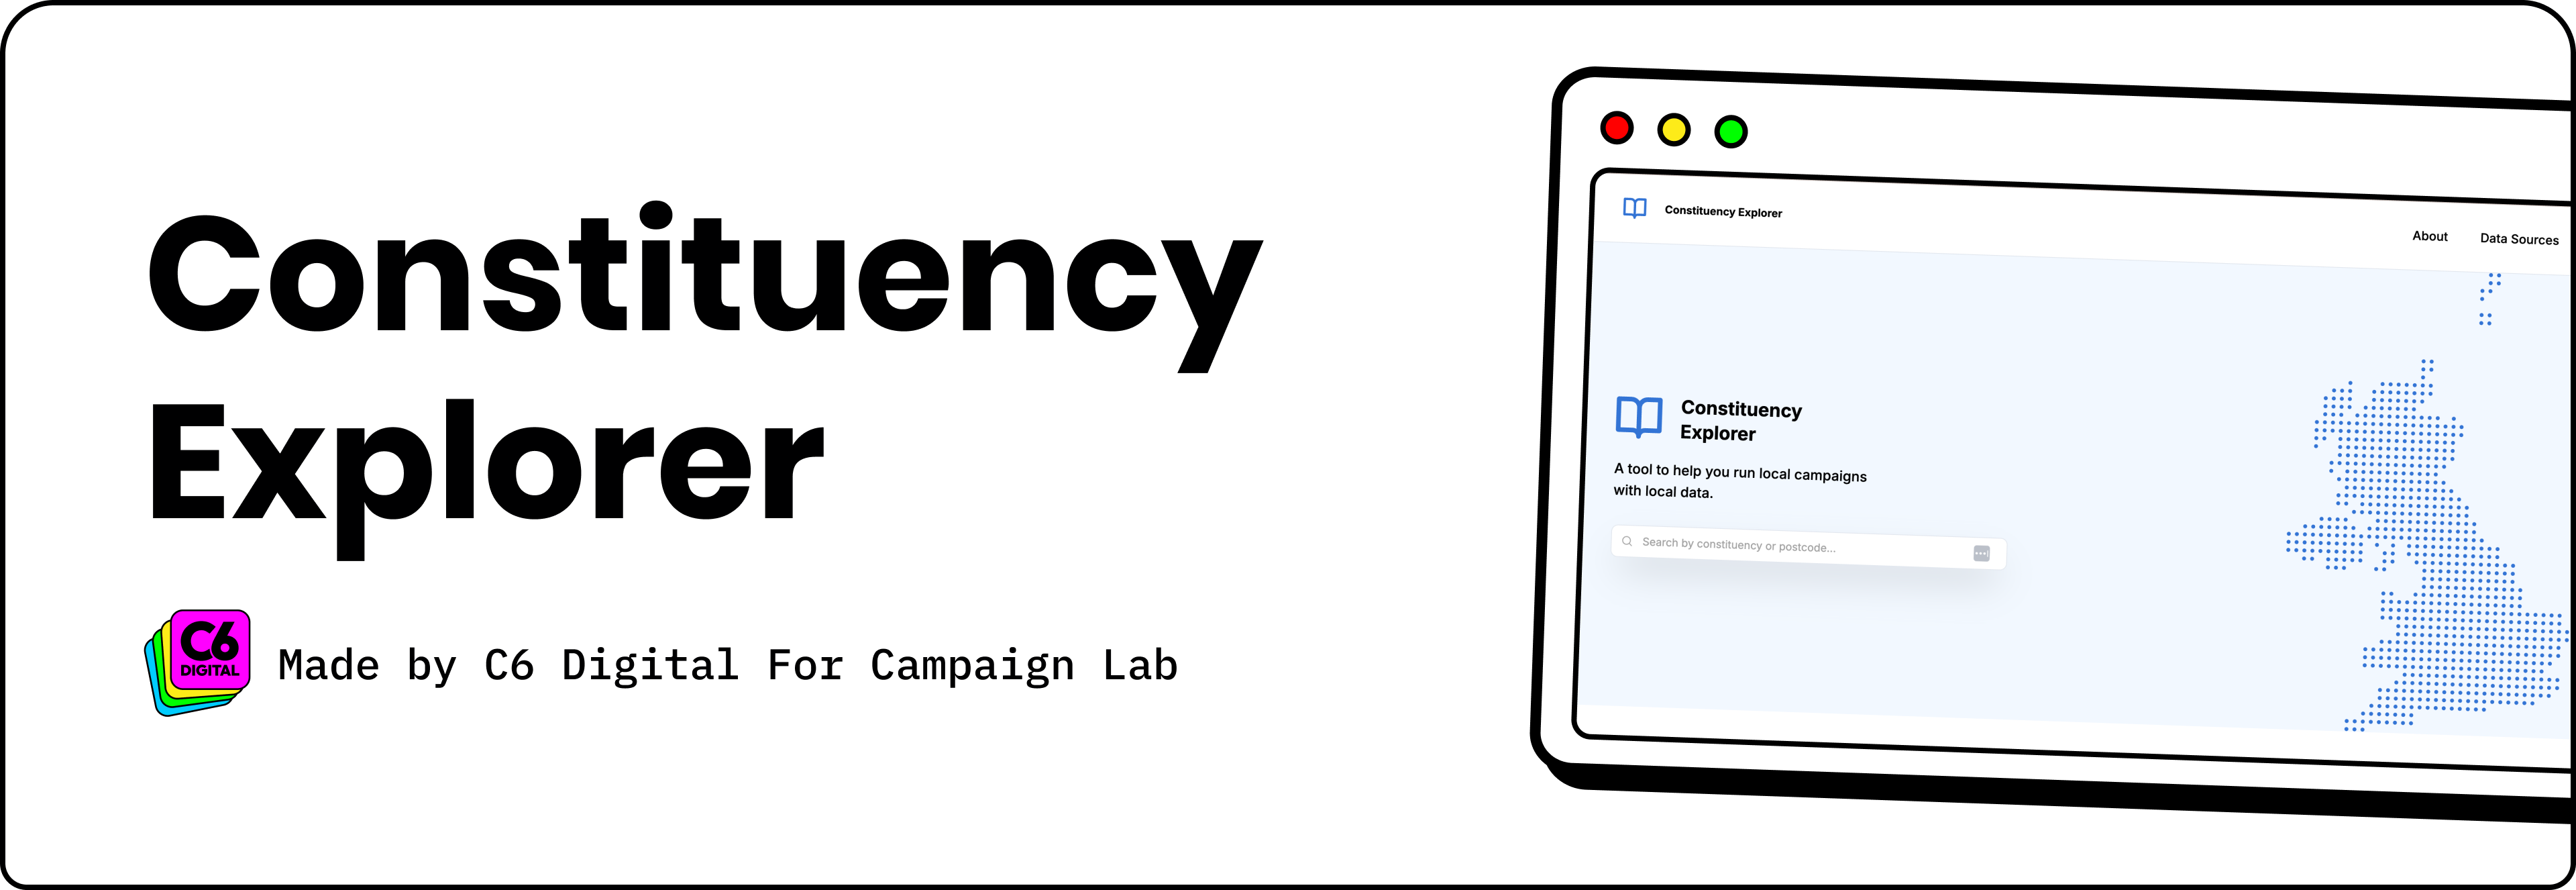 Constituency
Explorer
C6
DIGITAL
Made by C6 Digital For Campaign Lab
Constituency Explorer
About
Data Sources
Constituency
Explorer
A tool to help you run local campaigns
with local data.
Search by constituency or postcode...